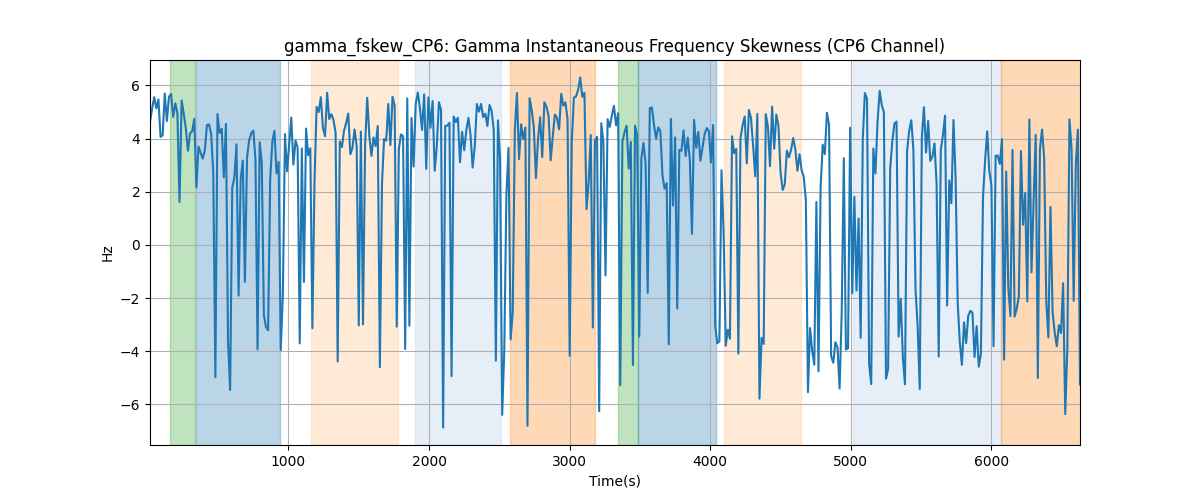 gamma_fskew_CP6: Gamma Instantaneous Frequency Skewness (CP6 Channel)
6
4
2
0
−2
−4
−6
Hz
1000 2000 3000 4000 5000 6000
Time(s)